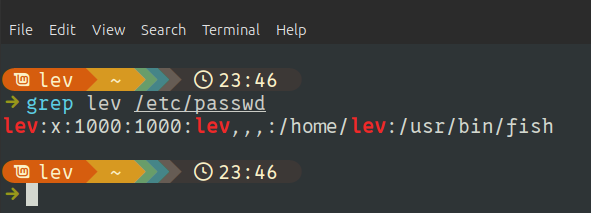 File Edit View Search Terminal Help
lev ~ 23:46
➜ grep lev /etc/passwd
lev:x:1000:1000:lev,,,:/home/lev:/usr/bin/fish
lev ~ 23:46
➜